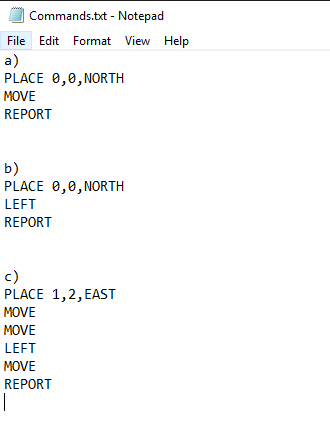 Commands.txt - Notepad
File Edit Format View Help
a)
PLACE 0,0,NORTH
MOVE
REPORT
b)
PLACE 0,0,NORTH
LEFT
REPORT
c)
PLACE 1,2,EAST
MOVE
MOVE
LEFT
MOVE
REPORT